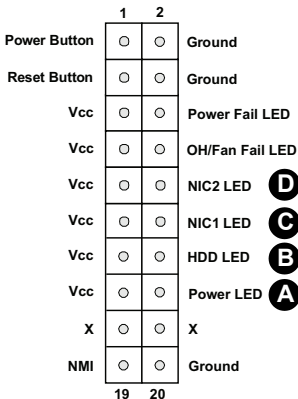 1 2
Power Button Ground
Reset Button Ground
Vcc Power Fail LED
Vcc OH/Fan Fail LED
Vcc NIC2 LED D
Vcc NIC1 LED C
Vcc HDD LED B
Vcc Power LED A
X X
NMI Ground
19 20